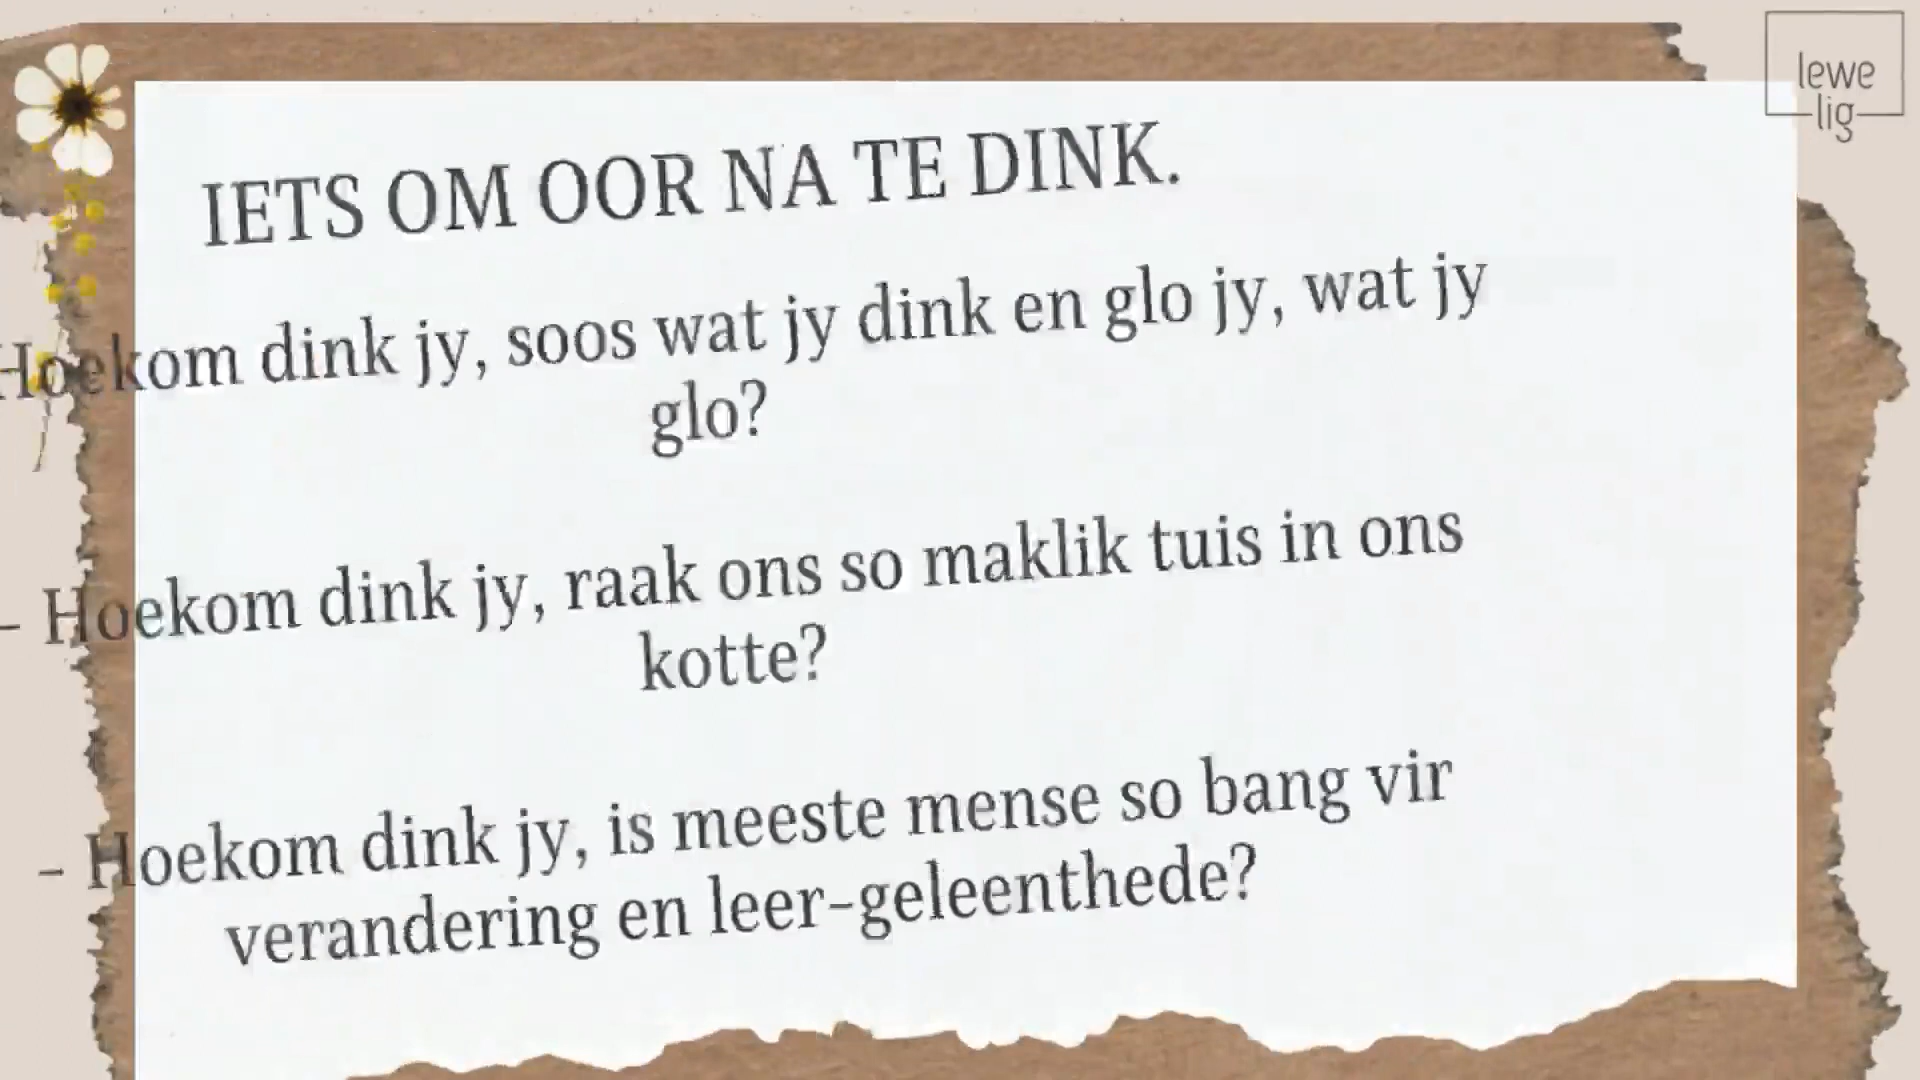 lewe
lig
IETS OM OOR NA TE DINK.
Hoekom dink jy, soos wat jy dink en glo jy, wat jy
glo?
- Hoekom dink jy, raak ons so maklik tuis in ons
kotte?
- Hoekom dink jy, is meeste mense so bang vir
verandering en leer-geleenthede?